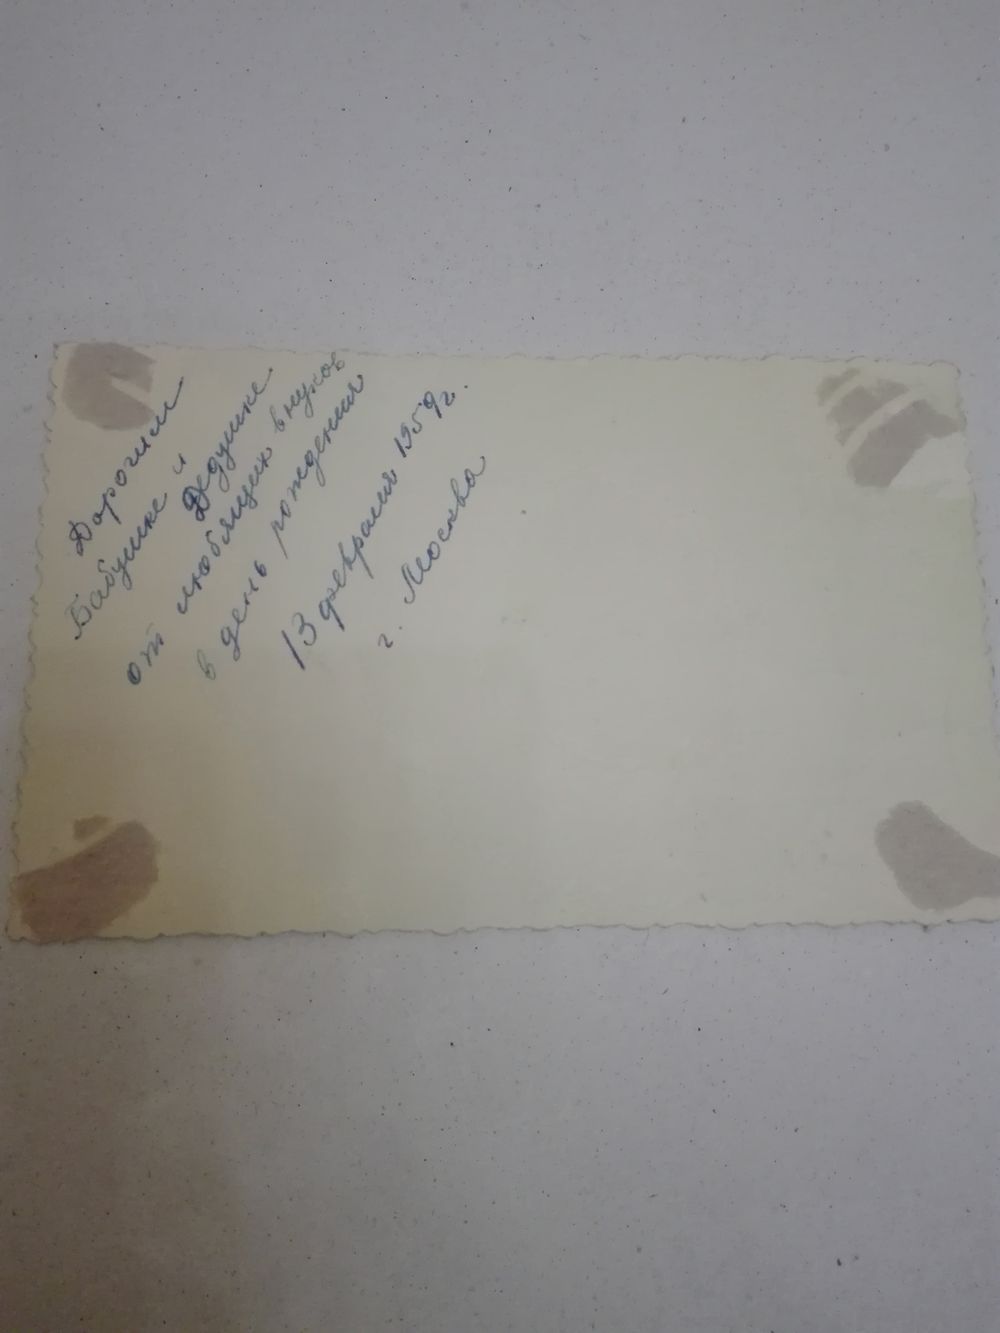 Дорогим
Бабушке и Дедушке
от любящих внуков
в день рождения
13 февраля 1959г.
г. Москва